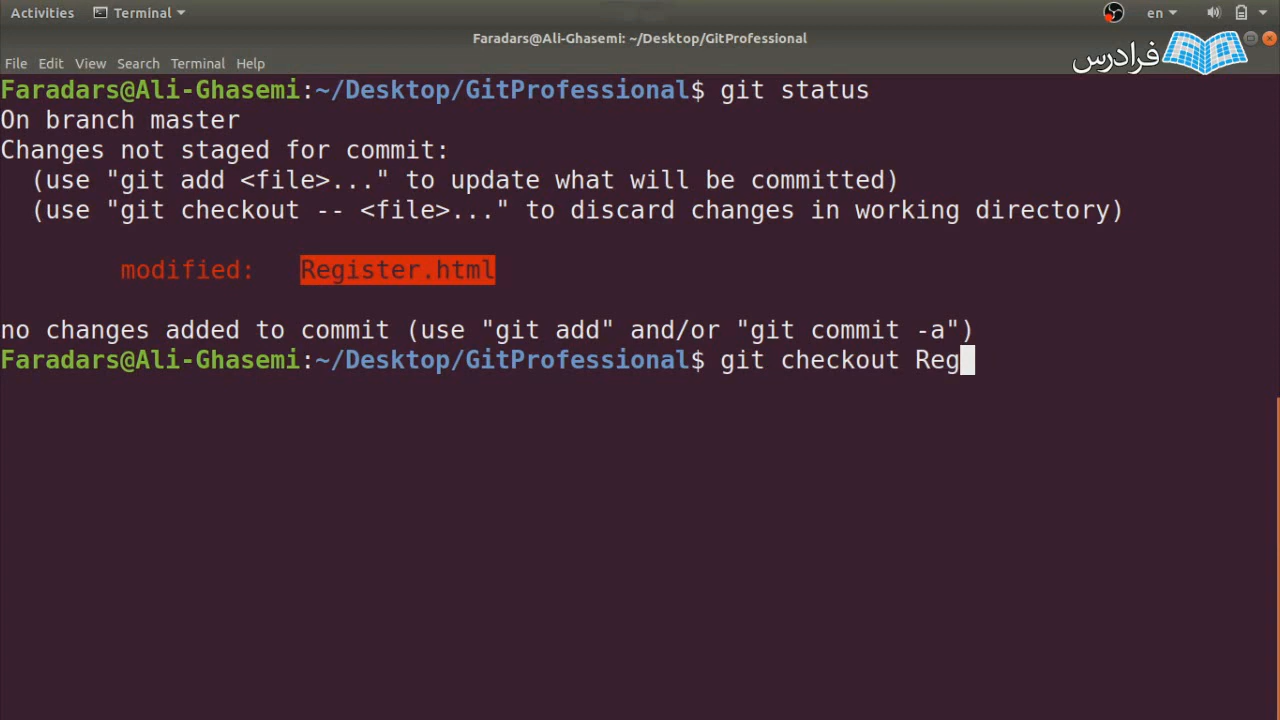 Activities Terminal en
Faradars@Ali-Ghasemi: ~/Desktop/GitProfessional
فرادرس
File Edit View Search Terminal Help
Faradars@Ali-Ghasemi:~/Desktop/GitProfessional$ git status
On branch master
Changes not staged for commit:
(use "git add <file>..." to update what will be committed)
(use "git checkout -- <file>..." to discard changes in working directory)
modified: Register.html
no changes added to commit (use "git add" and/or "git commit -a")
Faradars@Ali-Ghasemi:~/Desktop/GitProfessional$ git checkout Reg